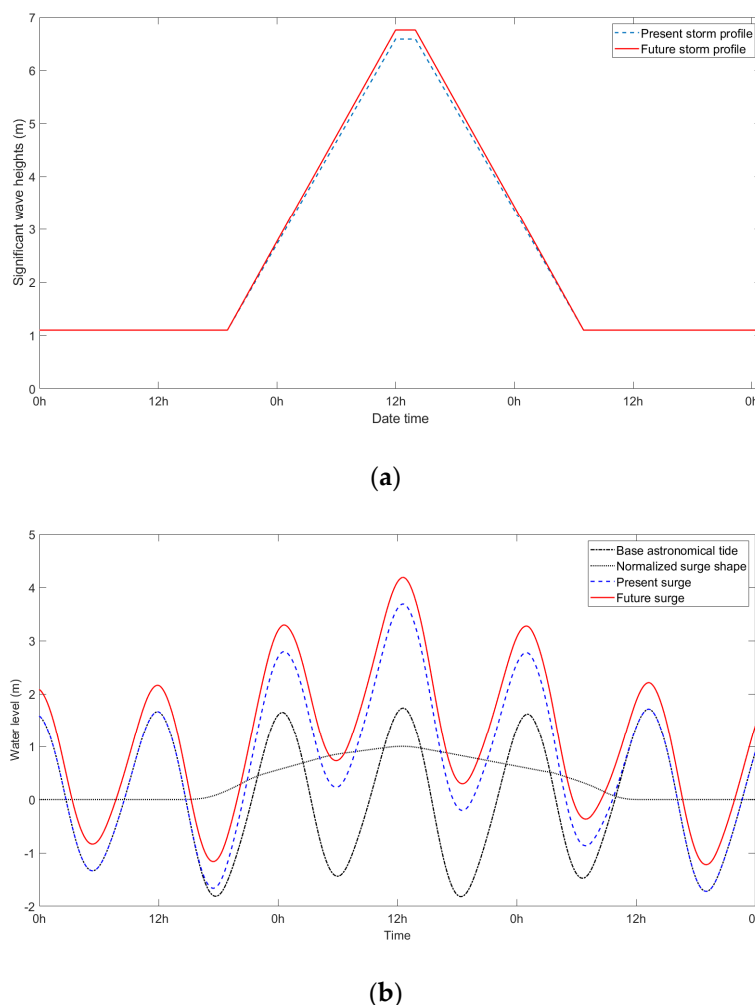 7
6
5
4
3
2
1
0
Significant wave heights (m)
Present storm profile
Future storm profile
0h 12h 0h 12h 0h 12h 0h
Date time
(a)
5
4
3
2
1
0
-1
-2
Water level (m)
Base astronomical tide
Normalized surge shape
Present surge
Future surge
0h 12h 0h 12h 0h 12h 0h
Time
(b)